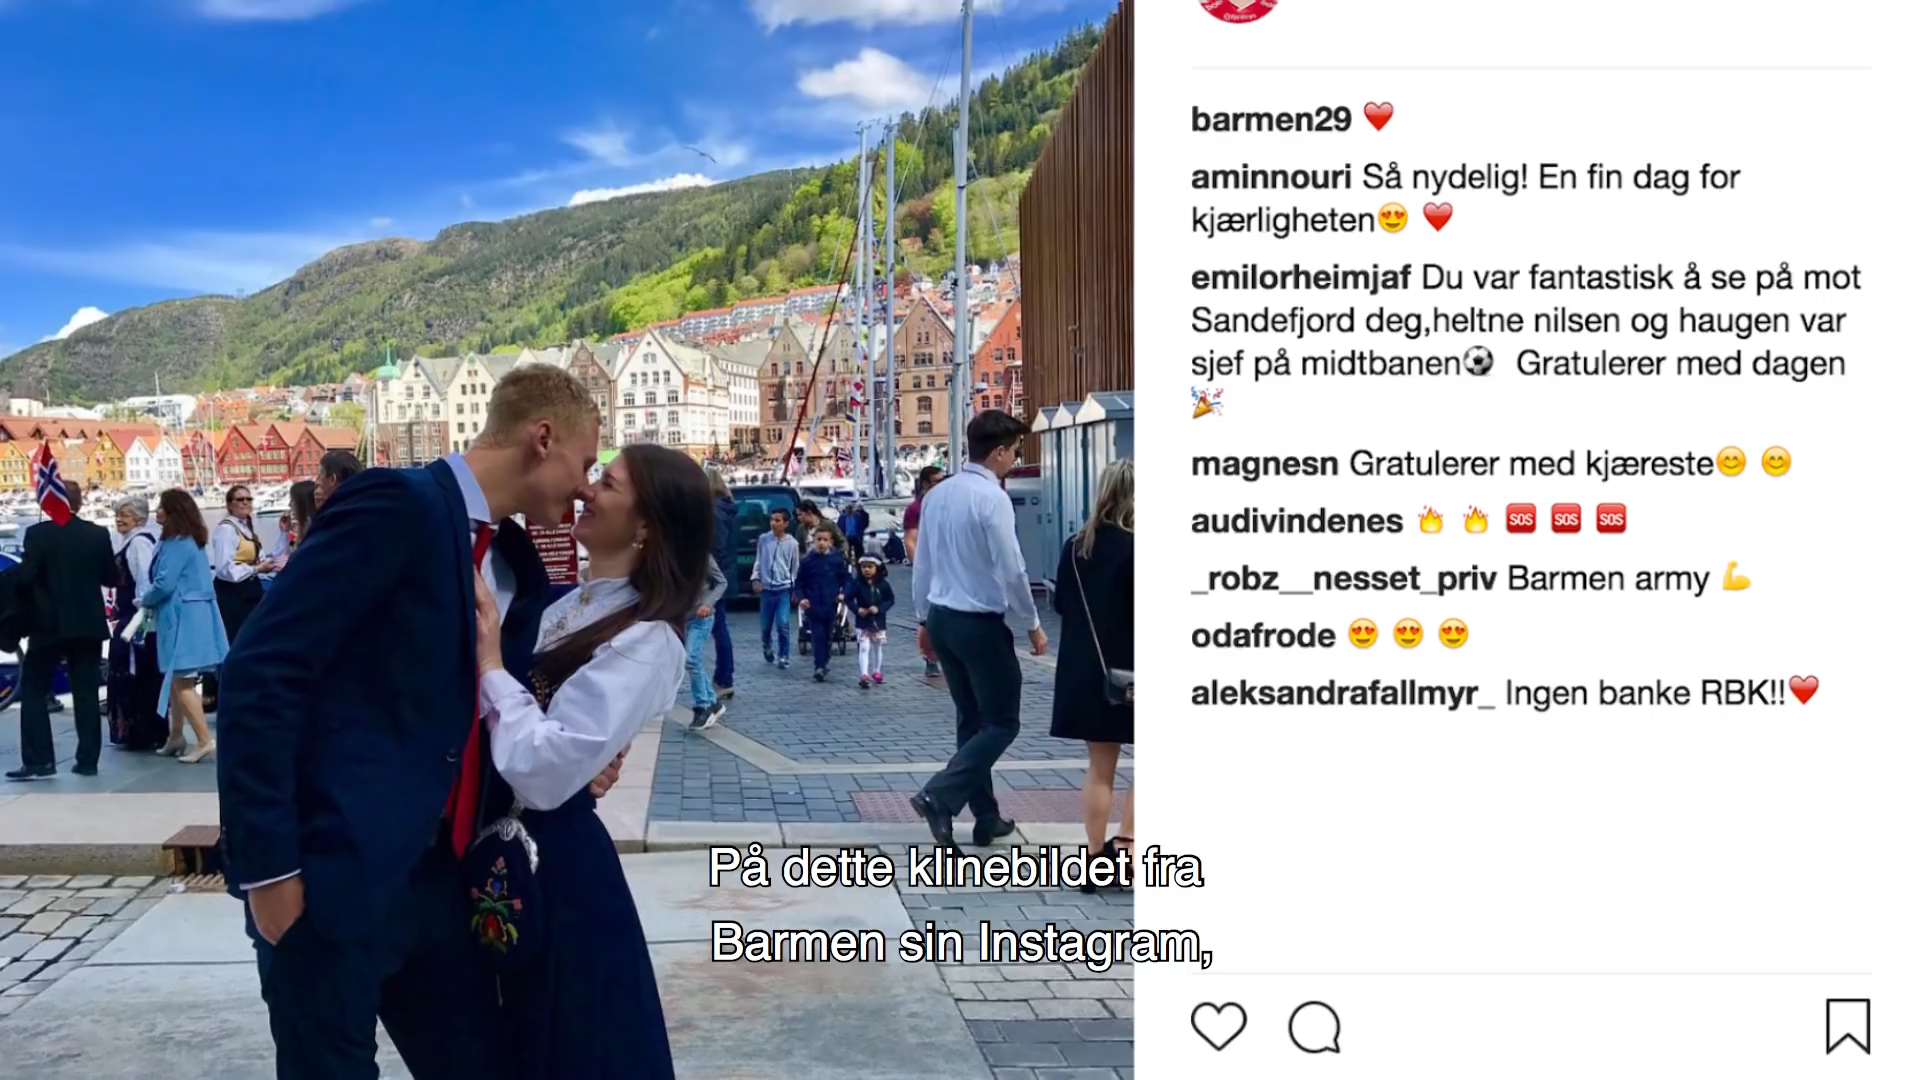 barmen29 ❤️
aminnouri Så nydelig! En fin dag for
kjærligheten😍 ❤️
emilorheimjaf Du var fantastisk å se på mot
Sandefjord deg,heltne nilsen og haugen var
sjef på midtbanen⚽ Gratulerer med dagen
🎉
magnesn Gratulerer med kjæreste😊 😊
audivindenes 🔥 🔥 🆘 🆘 🆘
_robz__nesset_priv Barmen army 💪
odafrode 😍 😍 😍
aleksandrafallmyr_ Ingen banke RBK!!❤️
På dette klinebildet fra
Barmen sin Instagram,